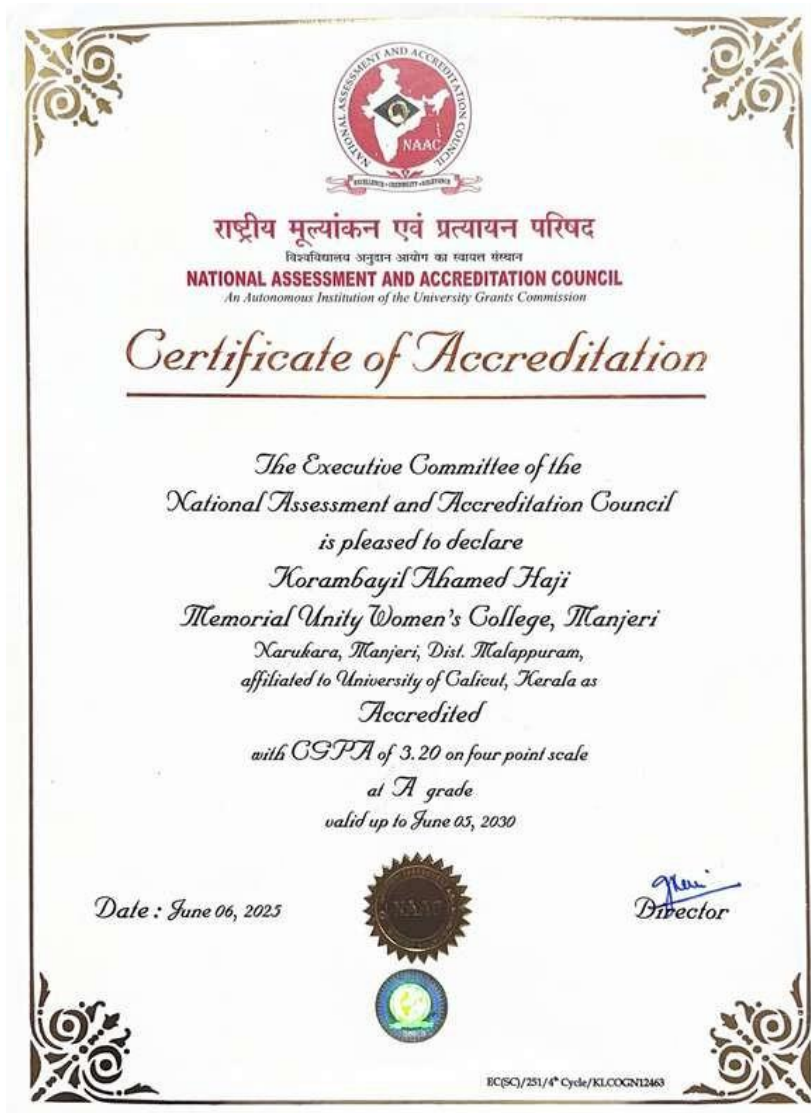 NATIONAL ASSESSMENT AND ACCREDITATION COUNCIL
NAAC
EXCELLENCE • CREDIBILITY • RELEVANCE
राष्ट्रीय मूल्यांकन एवं प्रत्यायन परिषद
विश्वविद्यालय अनुदान आयोग का स्वायत्त संस्थान
NATIONAL ASSESSMENT AND ACCREDITATION COUNCIL
An Autonomous Institution of the University Grants Commission
Certificate of Accreditation
The Executive Committee of the
National Assessment and Accreditation Council
is pleased to declare
Korambayil Ahamed Haji
Memorial Unity Women's College, Manjeri
Narukara, Manjeri, Dist. Malappuram,
affiliated to University of Calicut, Kerala as
Accredited
with CGPA of 3.20 on four point scale
at A grade
valid up to June 05, 2030
Date : June 06, 2025
NAAC
Director
EC(SC)/251/4th Cycle/KLCOGN12463